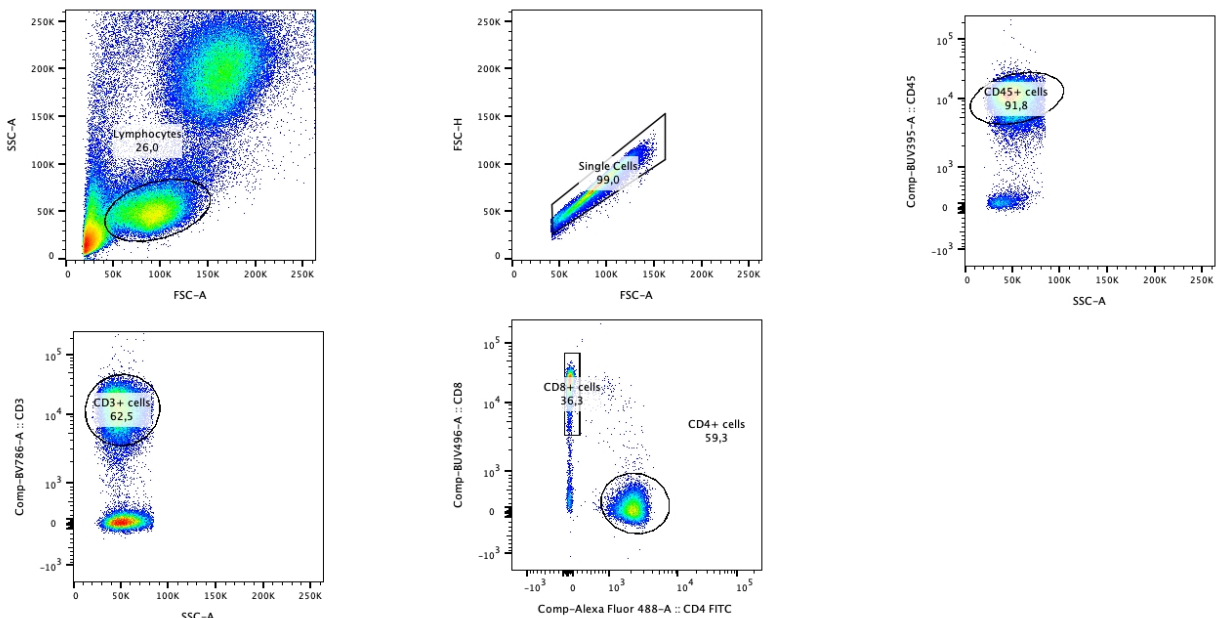 250K
200K
150K
100K
50K
0
SSC-A
Lymphocytes
26,0
0 50K 100K 150K 200K 250K
FSC-A
250K
200K
150K
100K
50K
0
FSC-H
Single Cells
99,0
0 50K 100K 150K 200K 250K
FSC-A
10^5
10^4
10^3
0
-10^3
Comp-BUV395-A :: CD45
CD45+ cells
91,8
0 50K 100K 150K 200K 250K
SSC-A
10^5
10^4
10^3
0
-10^3
Comp-BV786-A :: CD3
CD3+ cells
62,5
0 50K 100K 150K 200K 250K
SSC-A
10^5
10^4
10^3
0
-10^3
Comp-BUV496-A :: CD8
CD8+ cells
36,3
CD4+ cells
59,3
-10^3 0 10^3 10^4 10^5
Comp-Alexa Fluor 488-A :: CD4 FITC